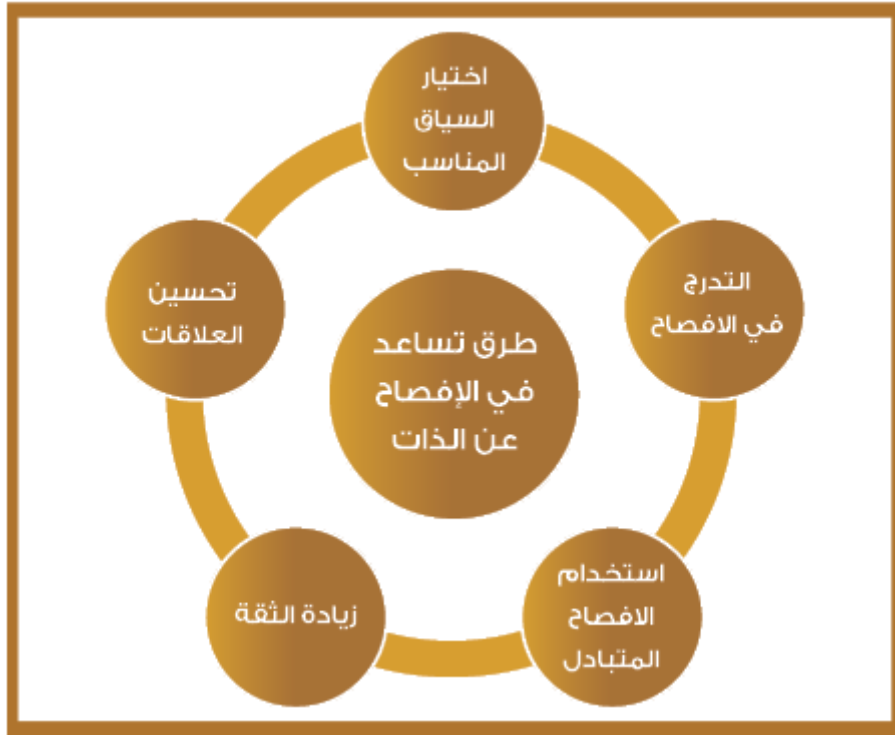 اختيار
السياق
المناسب
التدرج
في الافصاح
استخدام
الافصاح
المتبادل
زيادة الثقة
تحسين
العلاقات
طرق تساعد
في الإفصاح
عن الذات